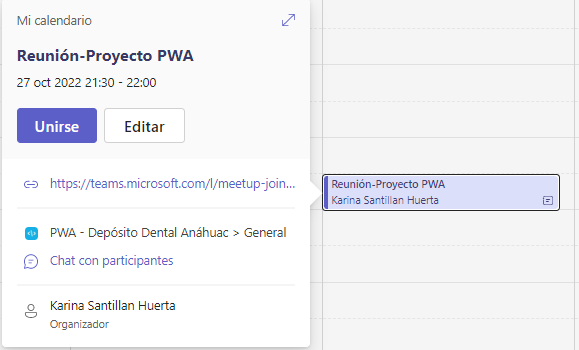 Mi calendario
Reunión-Proyecto PWA
27 oct 2022 21:30 - 22:00
Unirse
Editar
https://teams.microsoft.com/l/meetup-join...
PWA - Depósito Dental Anáhuac > General
Chat con participantes
Karina Santillan Huerta
Organizador
Reunión-Proyecto PWA
Karina Santillan Huerta